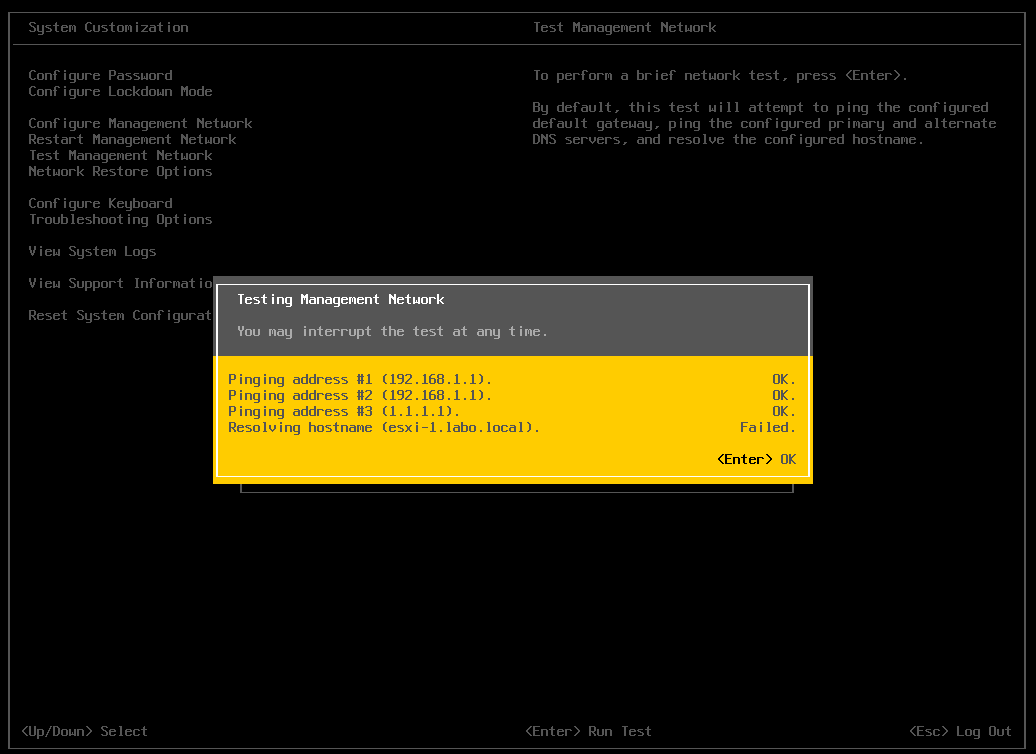 System Customization
Test Management Network
Configure Password
Configure Lockdown Mode
Configure Management Network
Restart Management Network
Test Management Network
Network Restore Options
Configure Keyboard
Troubleshooting Options
View System Logs
View Support Informatio
Reset System Configurat
To perform a brief network test, press <Enter>.
By default, this test will attempt to ping the configured
default gateway, ping the configured primary and alternate
DNS servers, and resolve the configured hostname.
Testing Management Network
You may interrupt the test at any time.
Pinging address #1 (192.168.1.1). OK.
Pinging address #2 (192.168.1.1). OK.
Pinging address #3 (1.1.1.1). OK.
Resolving hostname (esxi-1.labo.local). Failed.
<Enter> OK
<Up/Down> Select
<Enter> Run Test
<Esc> Log Out